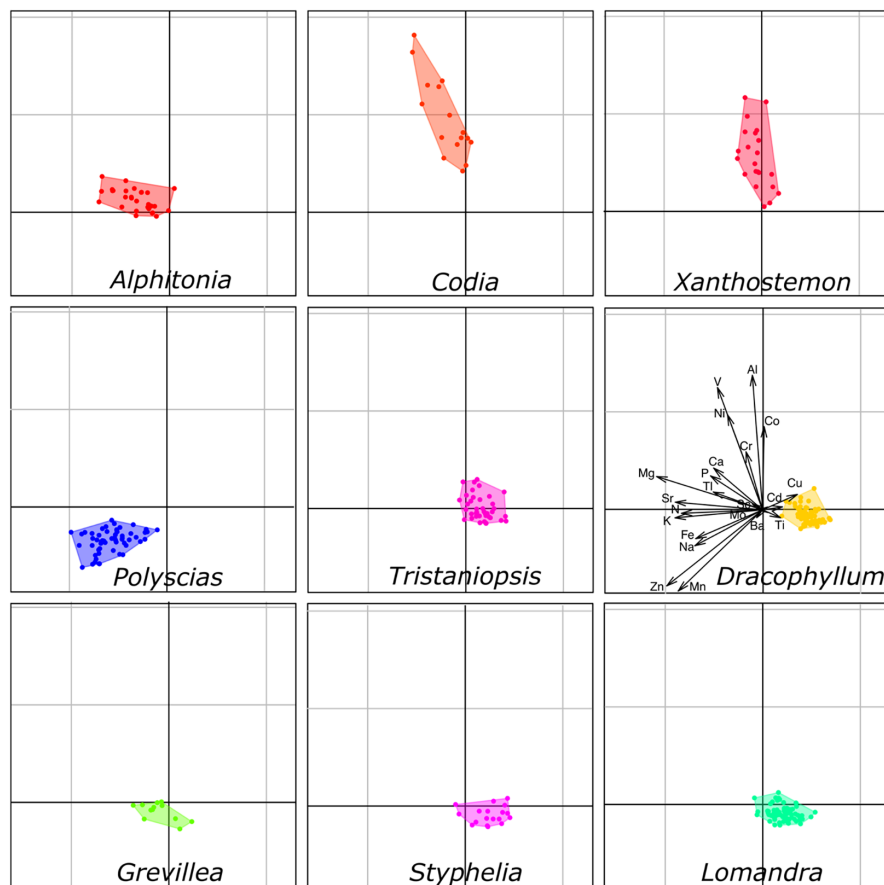 Alphitonia
Codia
Xanthostemon
Polyscias
Tristaniopsis
Al
V
Ni
Co
Cr
Ca
P
Mg
Tl
Cu
Sr
Cd
N
Mo
K
Ba
Ti
Fe
Na
Zn
Mn
Dracophyllum
Grevillea
Styphelia
Lomandra